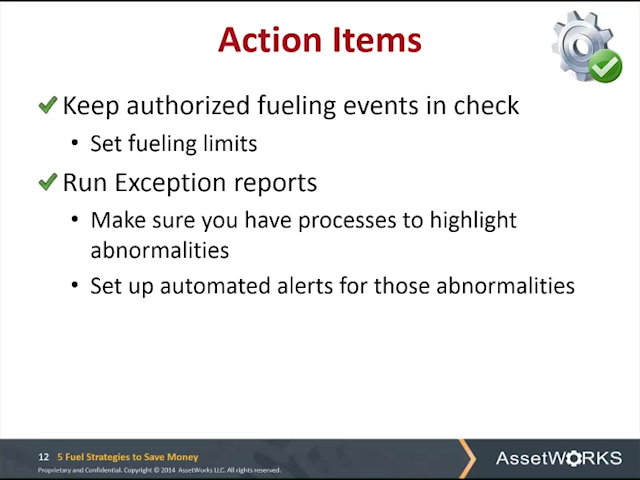 Action Items
Keep authorized fueling events in check
• Set fueling limits
Run Exception reports
• Make sure you have processes to highlight
abnormalities
• Set up automated alerts for those abnormalities
12 5 Fuel Strategies to Save Money
Proprietary and Confidential. Copyright © 2014 AssetWorks LLC. All rights reserved.
AssetWORKS